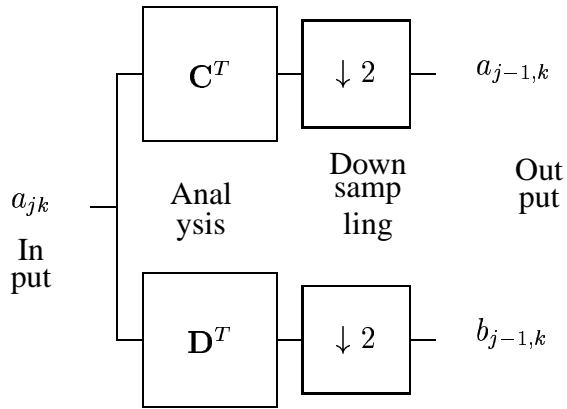 𝐂^T
↓ 2
a_{j−1,k}
a_{jk}
In
put
Anal
ysis
Down
samp
ling
Out
put
𝐃^T
↓ 2
b_{j−1,k}